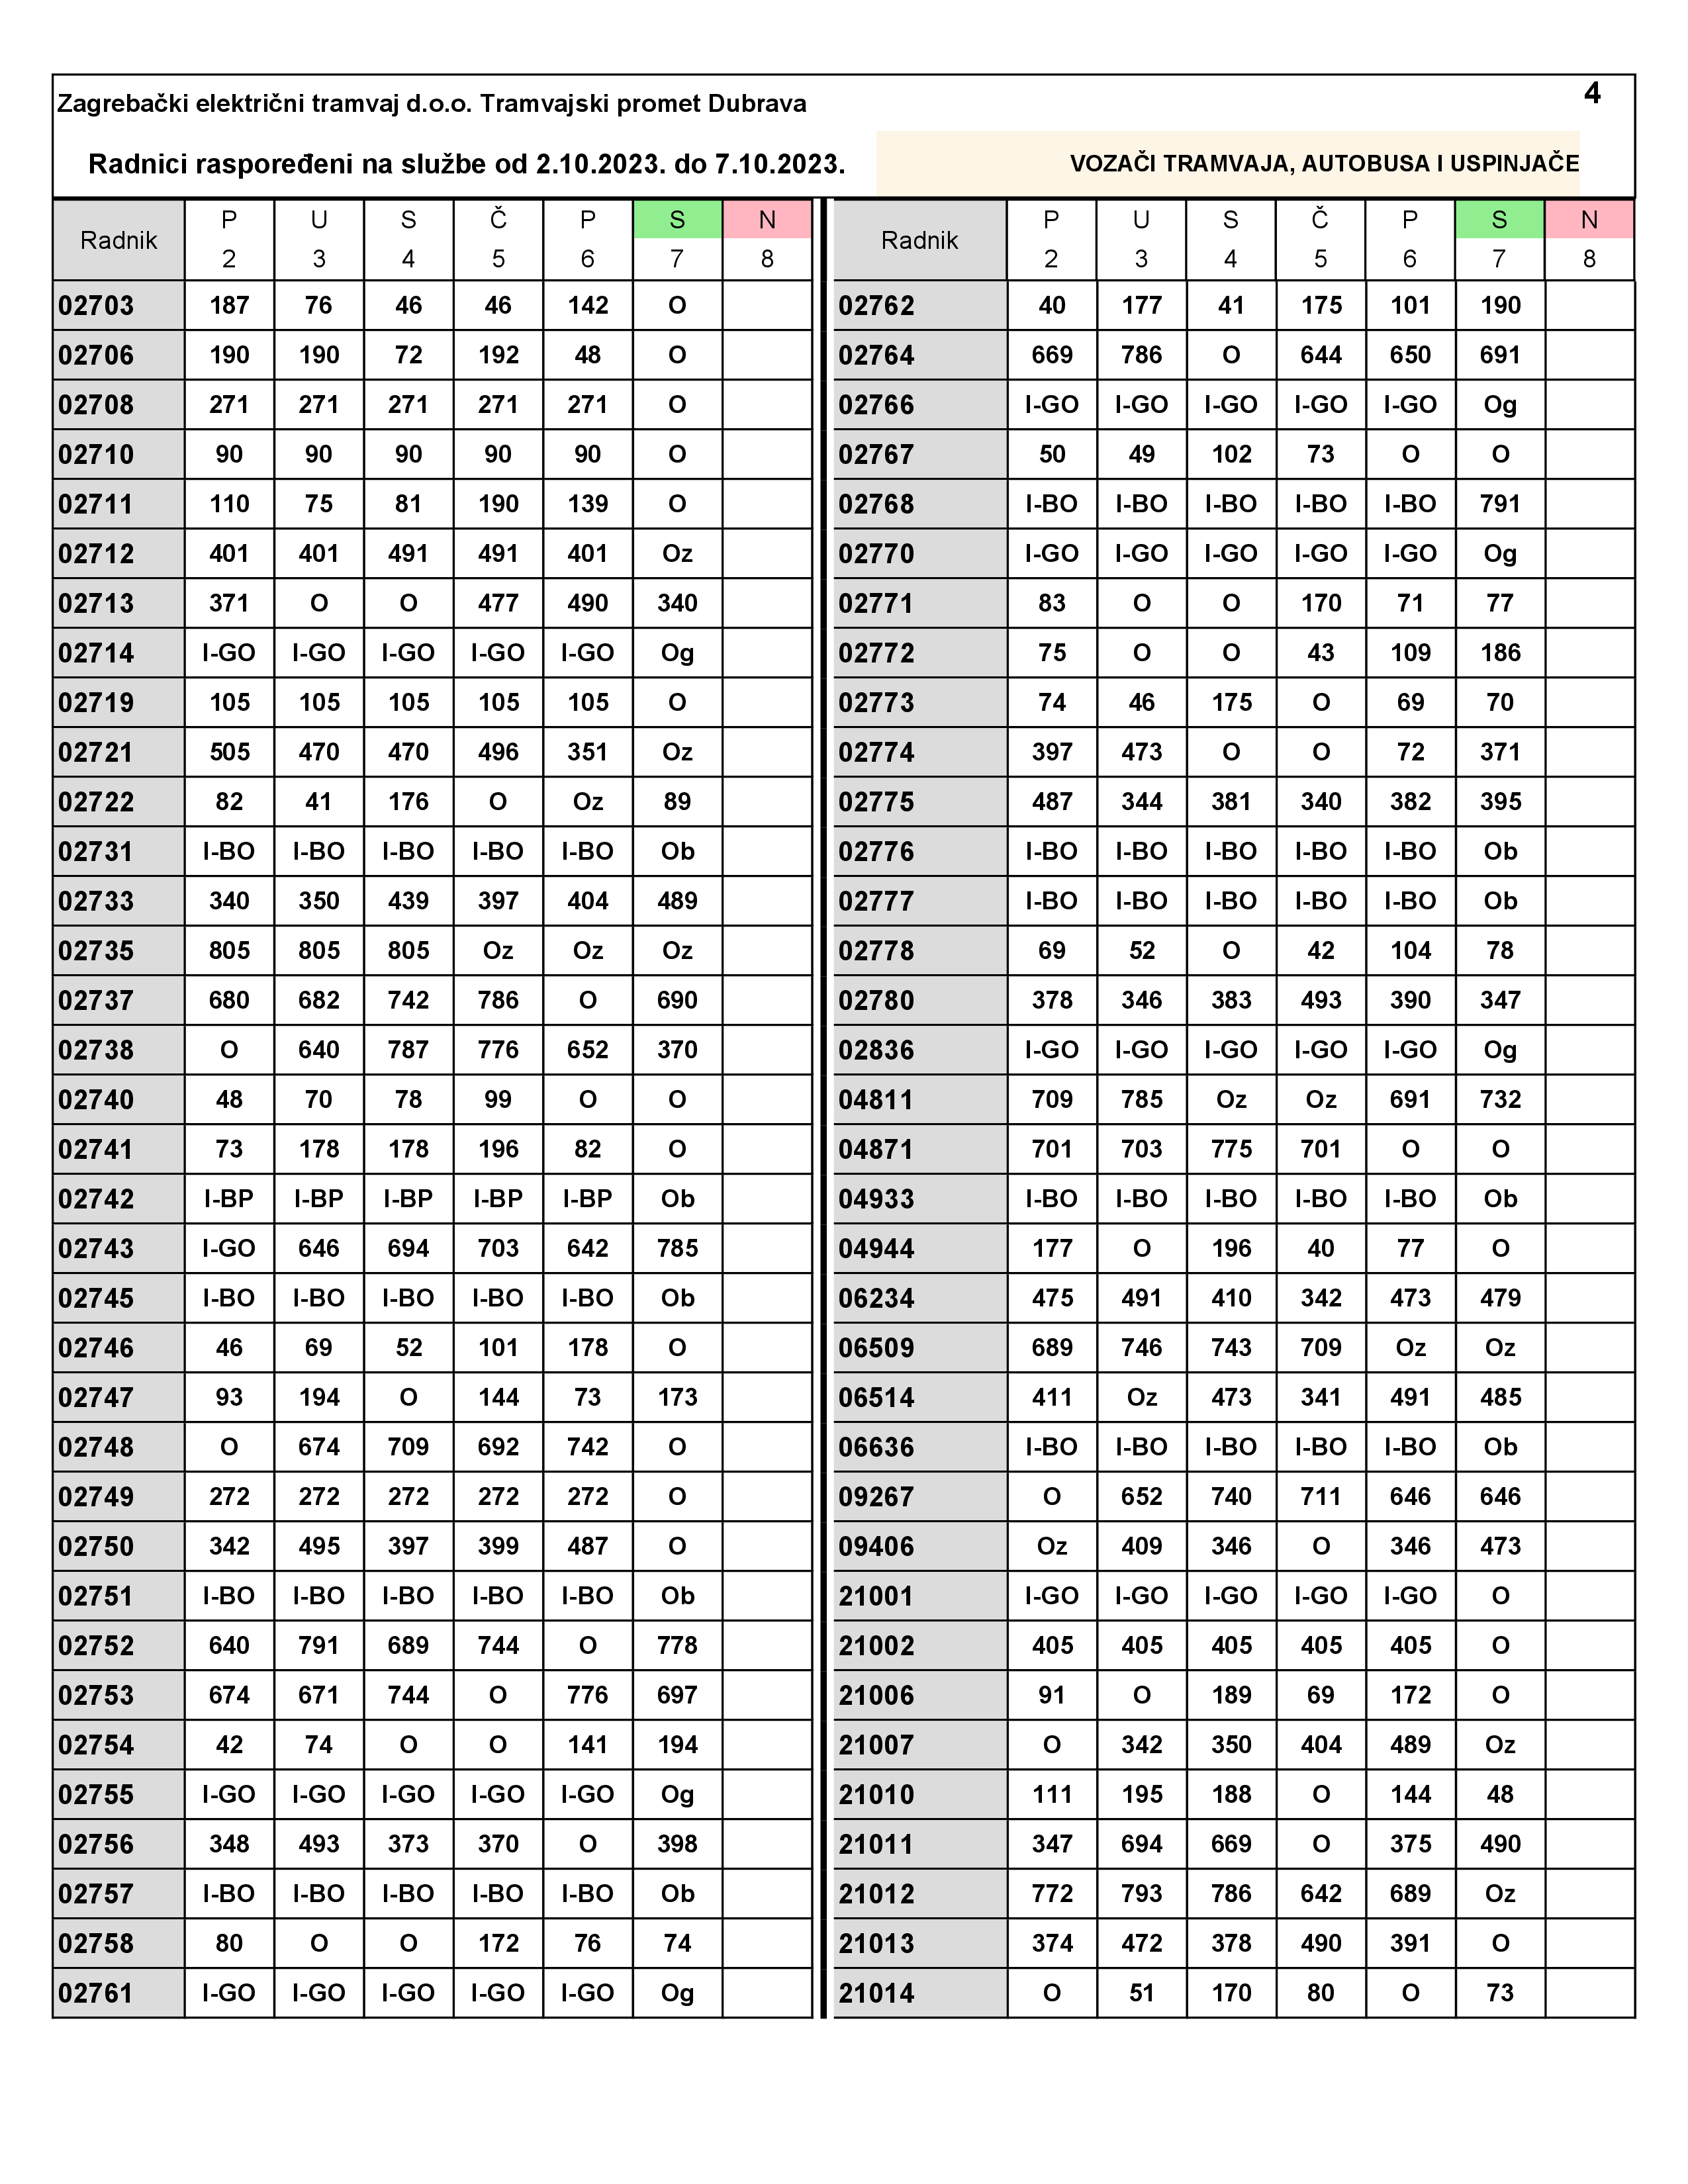 Zagrebački električni tramvaj d.o.o. Tramvajski promet Dubrava 4
Radnici raspoređeni na službe od 2.10.2023. do 7.10.2023. VOZAČI TRAMVAJA, AUTOBUSA I USPINJAČE
Radnik P U S Č P S N Radnik P U S Č P S N
2 3 4 5 6 7 8 2 3 4 5 6 7 8
02703 187 76 46 46 142 O 02762 40 177 41 175 101 190
02706 190 190 72 192 48 O 02764 669 786 O 644 650 691
02708 271 271 271 271 271 O 02766 I-GO I-GO I-GO I-GO I-GO Og
02710 90 90 90 90 90 O 02767 50 49 102 73 O O
02711 110 75 81 190 139 O 02768 I-BO I-BO I-BO I-BO I-BO 791
02712 401 401 491 491 401 Oz 02770 I-GO I-GO I-GO I-GO I-GO Og
02713 371 O O 477 490 340 02771 83 O O 170 71 77
02714 I-GO I-GO I-GO I-GO I-GO Og 02772 75 O O 43 109 186
02719 105 105 105 105 105 O 02773 74 46 175 O 69 70
02721 505 470 470 496 351 Oz 02774 397 473 O O 72 371
02722 82 41 176 O Oz 89 02775 487 344 381 340 382 395
02731 I-BO I-BO I-BO I-BO I-BO Ob 02776 I-BO I-BO I-BO I-BO I-BO Ob
02733 340 350 439 397 404 489 02777 I-BO I-BO I-BO I-BO I-BO Ob
02735 805 805 805 Oz Oz Oz 02778 69 52 O 42 104 78
02737 680 682 742 786 O 690 02780 378 346 383 493 390 347
02738 O 640 787 776 652 370 02836 I-GO I-GO I-GO I-GO I-GO Og
02740 48 70 78 99 O O 04811 709 785 Oz Oz 691 732
02741 73 178 178 196 82 O 04871 701 703 775 701 O O
02742 I-BP I-BP I-BP I-BP I-BP Ob 04933 I-BO I-BO I-BO I-BO I-BO Ob
02743 I-GO 646 694 703 642 785 04944 177 O 196 40 77 O
02745 I-BO I-BO I-BO I-BO I-BO Ob 06234 475 491 410 342 473 479
02746 46 69 52 101 178 O 06509 689 746 743 709 Oz Oz
02747 93 194 O 144 73 173 06514 411 Oz 473 341 491 485
02748 O 674 709 692 742 O 06636 I-BO I-BO I-BO I-BO I-BO Ob
02749 272 272 272 272 272 O 09267 O 652 740 711 646 646
02750 342 495 397 399 487 O 09406 Oz 409 346 O 346 473
02751 I-BO I-BO I-BO I-BO I-BO Ob 21001 I-GO I-GO I-GO I-GO I-GO O
02752 640 791 689 744 O 778 21002 405 405 405 405 405 O
02753 674 671 744 O 776 697 21006 91 O 189 69 172 O
02754 42 74 O O 141 194 21007 O 342 350 404 489 Oz
02755 I-GO I-GO I-GO I-GO I-GO Og 21010 111 195 188 O 144 48
02756 348 493 373 370 O 398 21011 347 694 669 O 375 490
02757 I-BO I-BO I-BO I-BO I-BO Ob 21012 772 793 786 642 689 Oz
02758 80 O O 172 76 74 21013 374 472 378 490 391 O
02761 I-GO I-GO I-GO I-GO I-GO Og 21014 O 51 170 80 O 73